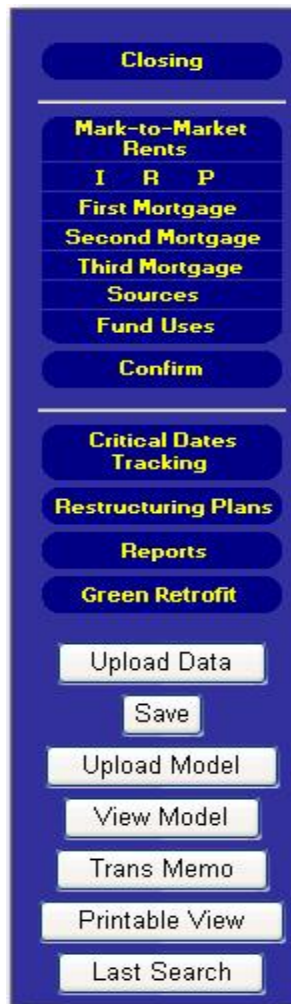 Closing
Mark-to-Market
Rents
I R P
First Mortgage
Second Mortgage
Third Mortgage
Sources
Fund Uses
Confirm
Critical Dates
Tracking
Restructuring Plans
Reports
Green Retrofit
Upload Data
Save
Upload Model
View Model
Trans Memo
Printable View
Last Search